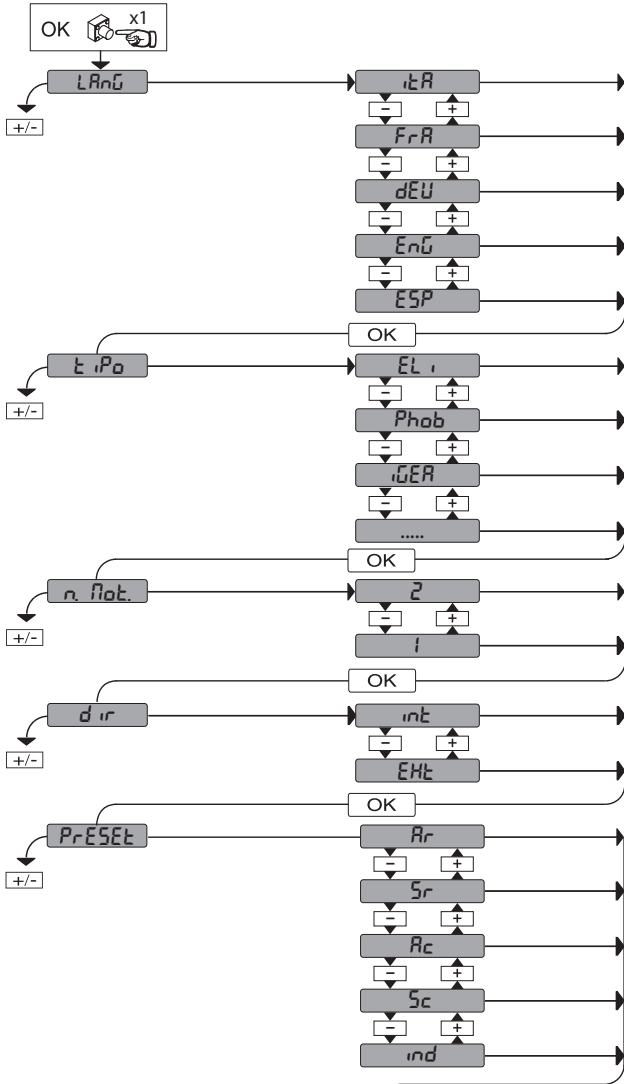 OK x1
LAnG
itA
+/-
- +
FrA
- +
dEU
- +
EnG
- +
ESP
OK
tiPo
ELi
- +
+/-
Phob
- +
iGEA
- +
.....
OK
n. Mot.
2
- +
+/-
1
OK
dir
int
- +
+/-
EHt
OK
PrESEt
Ar
- +
+/-
Sr
- +
Ac
- +
Sc
- +
ind